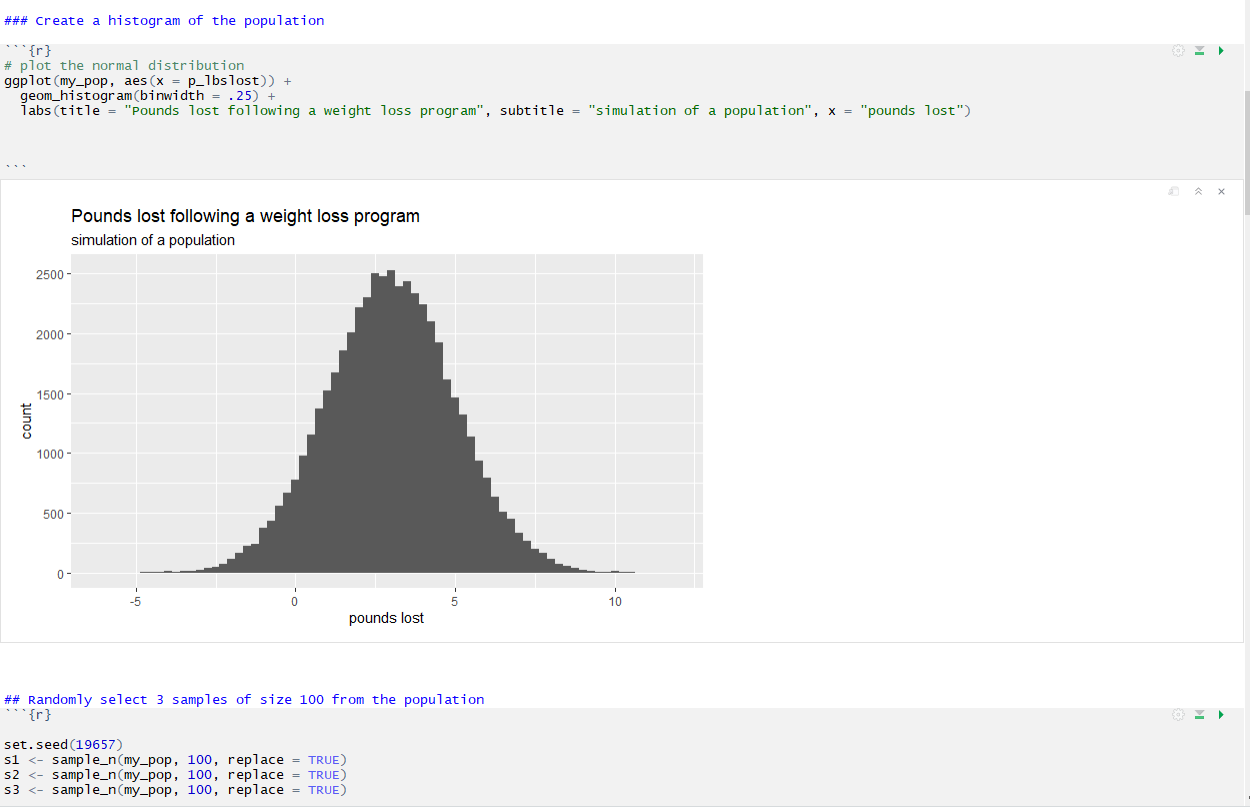 ### Create a histogram of the population
```{r}
# plot the normal distribution
ggplot(my_pop, aes(x = p_lbslost)) +
  geom_histogram(binwidth = .25) +
  labs(title = "Pounds lost following a weight loss program", subtitle = "simulation of a population", x = "pounds lost")
```
Pounds lost following a weight loss program
simulation of a population
2500
2000
1500
1000
500
0
count
-5 0 5 10
pounds lost
## Randomly select 3 samples of size 100 from the population
```{r}
set.seed(19657)
s1 <- sample_n(my_pop, 100, replace = TRUE)
s2 <- sample_n(my_pop, 100, replace = TRUE)
s3 <- sample_n(my_pop, 100, replace = TRUE)